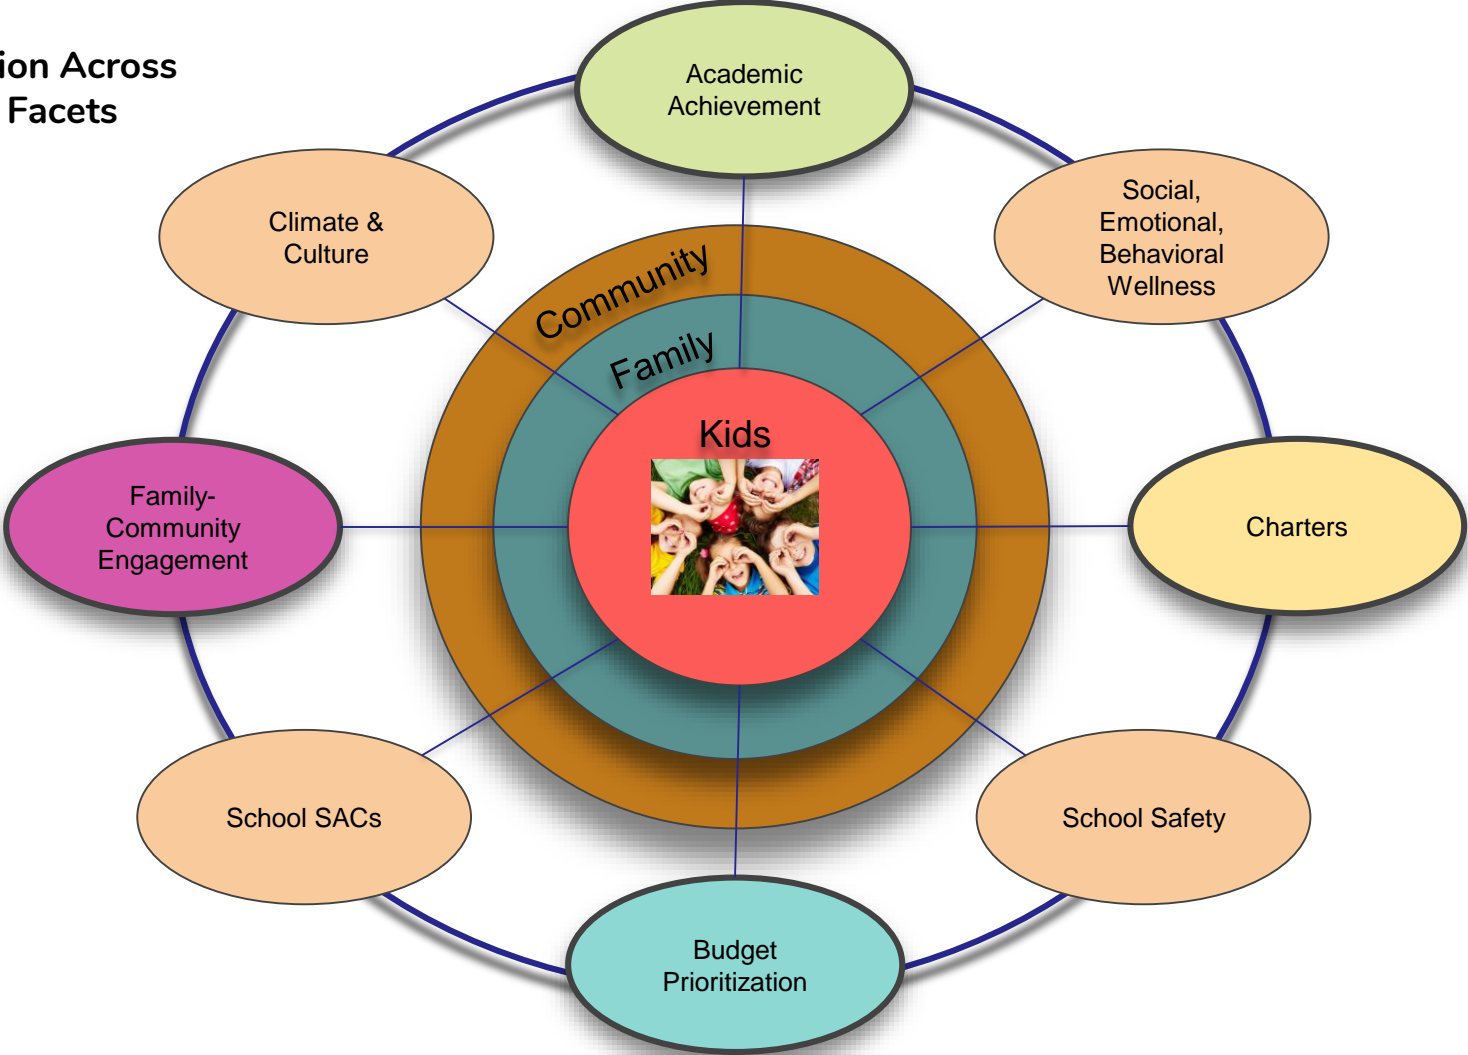 ion Across
Facets
Academic
Achievement
Social,
Emotional,
Behavioral
Wellness
Climate &
Culture
Community
Family
Kids
Family-
Community
Engagement
Charters
School SACs
School Safety
Budget
Prioritization